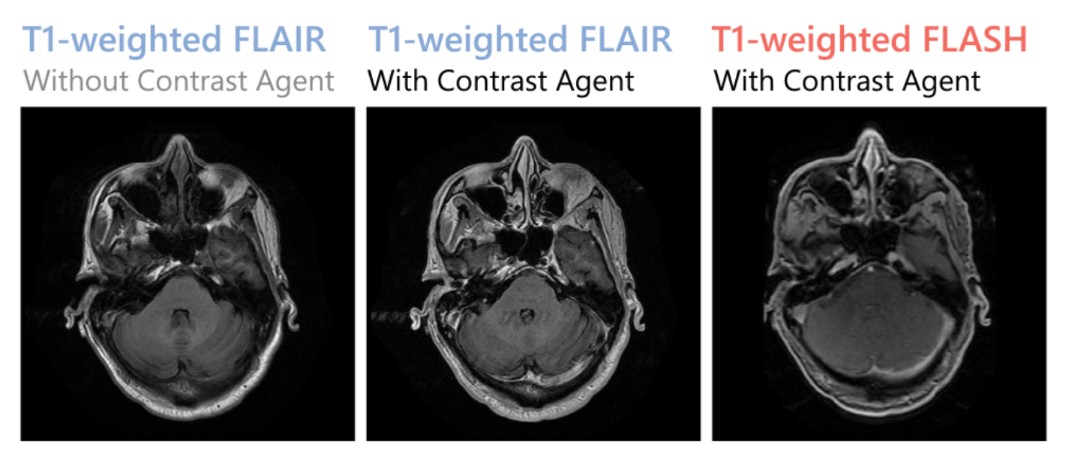 T1-weighted FLAIR
Without Contrast Agent
T1-weighted FLAIR
With Contrast Agent
T1-weighted FLASH
With Contrast Agent